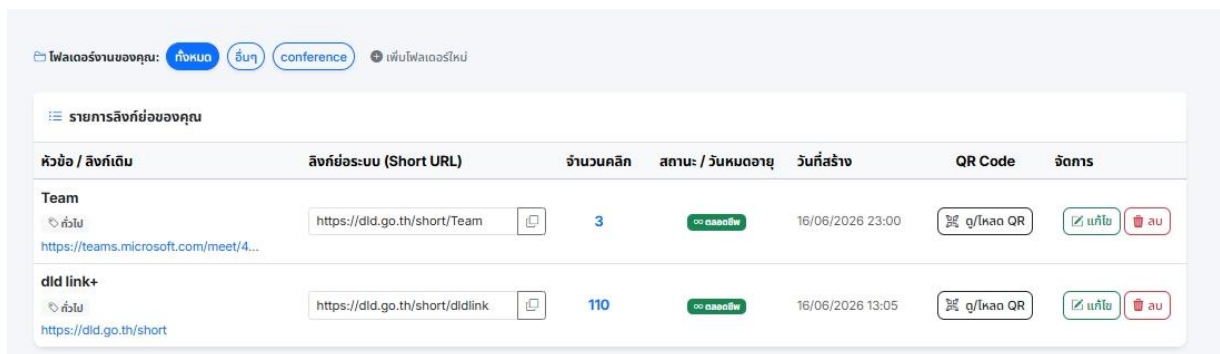 โฟลเดอร์งานของคุณ: ทั้งหมด อื่นๆ conference เพิ่มโฟลเดอร์ใหม่
รายการลิงก์ย่อของคุณ
หัวข้อ / ลิงก์เดิม ลิงก์ย่อระบบ (Short URL) จำนวนคลิก สถานะ / วันหมดอายุ วันที่สร้าง QR Code จัดการ
Team
ทั่วไป https://dld.go.th/short/Team 3 ∞ ตลอดชีพ 16/06/2026 23:00 ดู/โหลด QR แก้ไข ลบ
https://teams.microsoft.com/meet/4...
dld link+
ทั่วไป https://dld.go.th/short/dldlink 110 ∞ ตลอดชีพ 16/06/2026 13:05 ดู/โหลด QR แก้ไข ลบ
https://dld.go.th/short